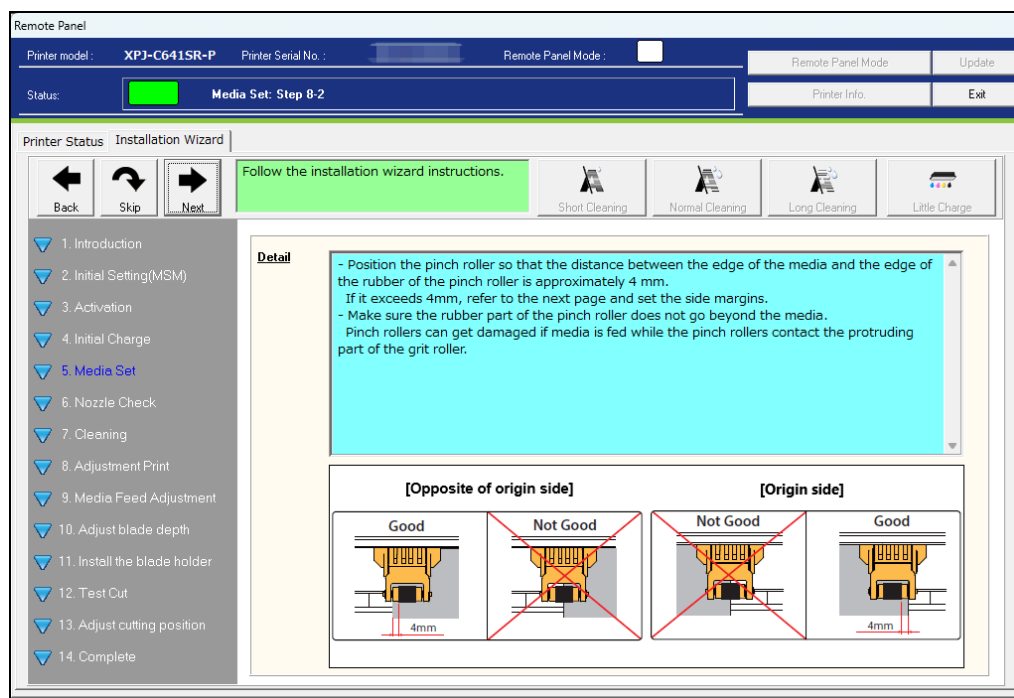 Remote Panel
Printer model : XPJ-C641SR-P Printer Serial No. : Remote Panel Mode :
Remote Panel Mode Update
Status: Media Set: Step 8-2
Printer Info. Exit
Printer Status Installation Wizard
Back Skip Next
Follow the installation wizard instructions.
Short Cleaning Normal Cleaning Long Cleaning Little Charge
1. Introduction
2. Initial Setting(MSM)
3. Activation
4. Initial Charge
5. Media Set
6. Nozzle Check
7. Cleaning
8. Adjustment Print
9. Media Feed Adjustment
10. Adjust blade depth
11. Install the blade holder
12. Test Cut
13. Adjust cutting position
14. Complete
Detail
- Position the pinch roller so that the distance between the edge of the media and the edge of
the rubber of the pinch roller is approximately 4 mm.
If it exceeds 4mm, refer to the next page and set the side margins.
- Make sure the rubber part of the pinch roller does not go beyond the media.
Pinch rollers can get damaged if media is fed while the pinch rollers contact the protruding
part of the grit roller.
[Opposite of origin side] [Origin side]
Good Not Good Not Good Good
4mm 4mm